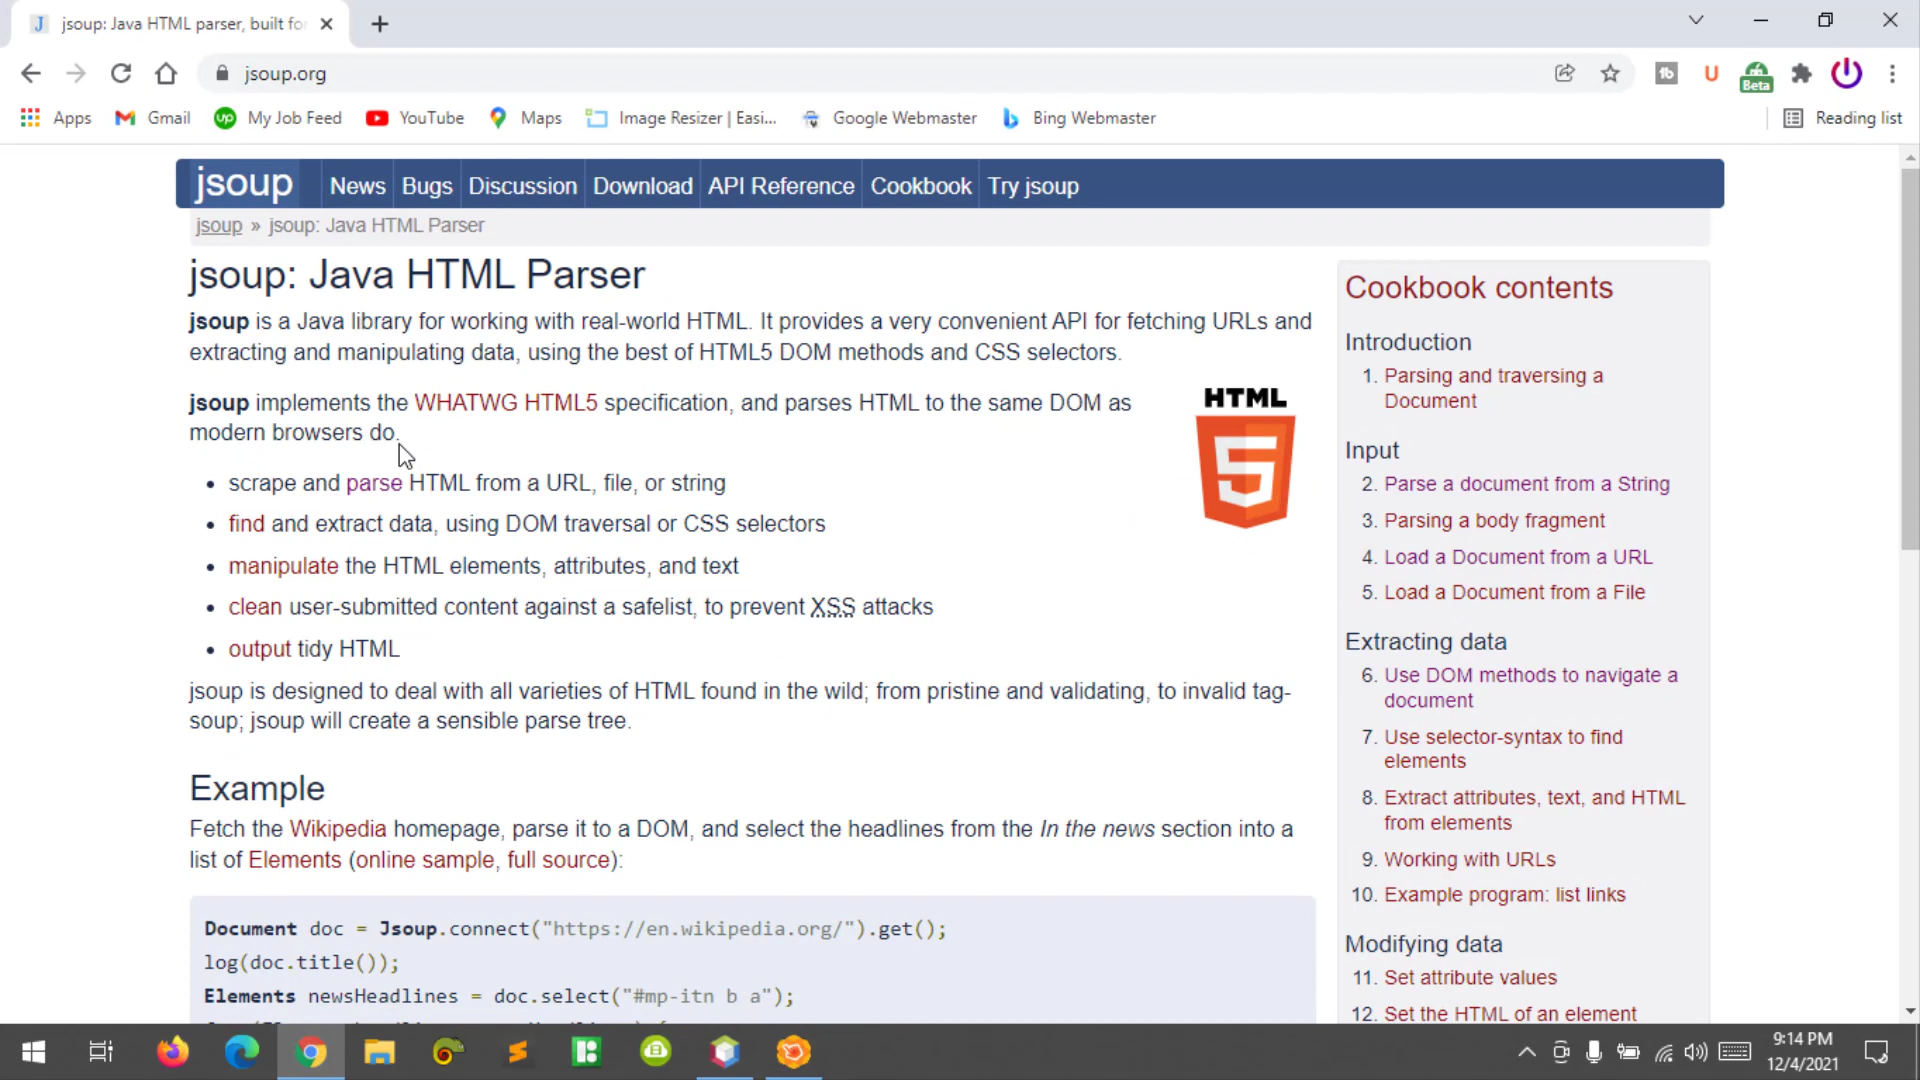 jsoup: Java HTML parser, built for
jsoup.org
Beta
Apps Gmail My Job Feed YouTube Maps Image Resizer | Easi... Google Webmaster Bing Webmaster Reading list
jsoup News Bugs Discussion Download API Reference Cookbook Try jsoup
jsoup » jsoup: Java HTML Parser
jsoup: Java HTML Parser
jsoup is a Java library for working with real-world HTML. It provides a very convenient API for fetching URLs and
extracting and manipulating data, using the best of HTML5 DOM methods and CSS selectors.
jsoup implements the WHATWG HTML5 specification, and parses HTML to the same DOM as
modern browsers do.
HTML
5
• scrape and parse HTML from a URL, file, or string
• find and extract data, using DOM traversal or CSS selectors
• manipulate the HTML elements, attributes, and text
• clean user-submitted content against a safelist, to prevent XSS attacks
• output tidy HTML
jsoup is designed to deal with all varieties of HTML found in the wild; from pristine and validating, to invalid tag-
soup; jsoup will create a sensible parse tree.
Example
Fetch the Wikipedia homepage, parse it to a DOM, and select the headlines from the In the news section into a
list of Elements (online sample, full source):
Document doc = Jsoup.connect("https://en.wikipedia.org/").get();
log(doc.title());
Elements newsHeadlines = doc.select("#mp-itn b a");
Cookbook contents
Introduction
1. Parsing and traversing a
Document
Input
2. Parse a document from a String
3. Parsing a body fragment
4. Load a Document from a URL
5. Load a Document from a File
Extracting data
6. Use DOM methods to navigate a
document
7. Use selector-syntax to find
elements
8. Extract attributes, text, and HTML
from elements
9. Working with URLs
10. Example program: list links
Modifying data
11. Set attribute values
12. Set the HTML of an element
9:14 PM
12/4/2021